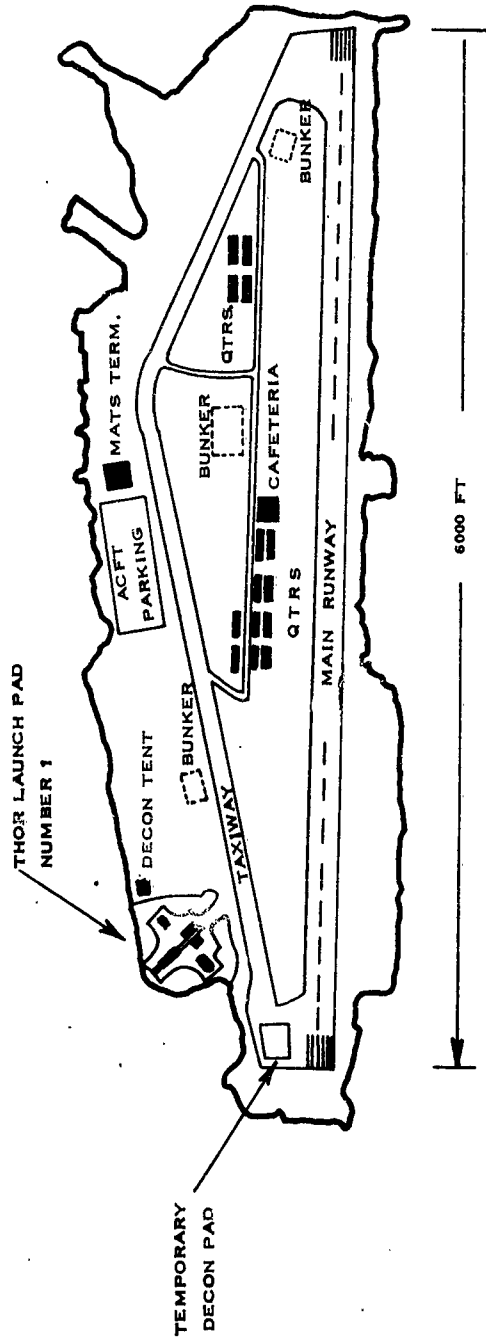 THOR LAUNCH PAD
NUMBER 1
TEMPORARY
DECON PAD
DECON TENT
BUNKER
TAXIWAY
ACFT
PARKING
MATS TERM.
BUNKER
QTRS
CAFETERIA
QTRS
BUNKER
MAIN RUNWAY
6000 FT